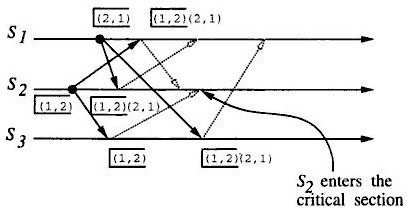 (2,1) (1,2)(2,1)
S1
S2
(1,2) (1,2)(2,1)
S3
(1,2) (1,2)(2,1)
S2 enters the
critical section